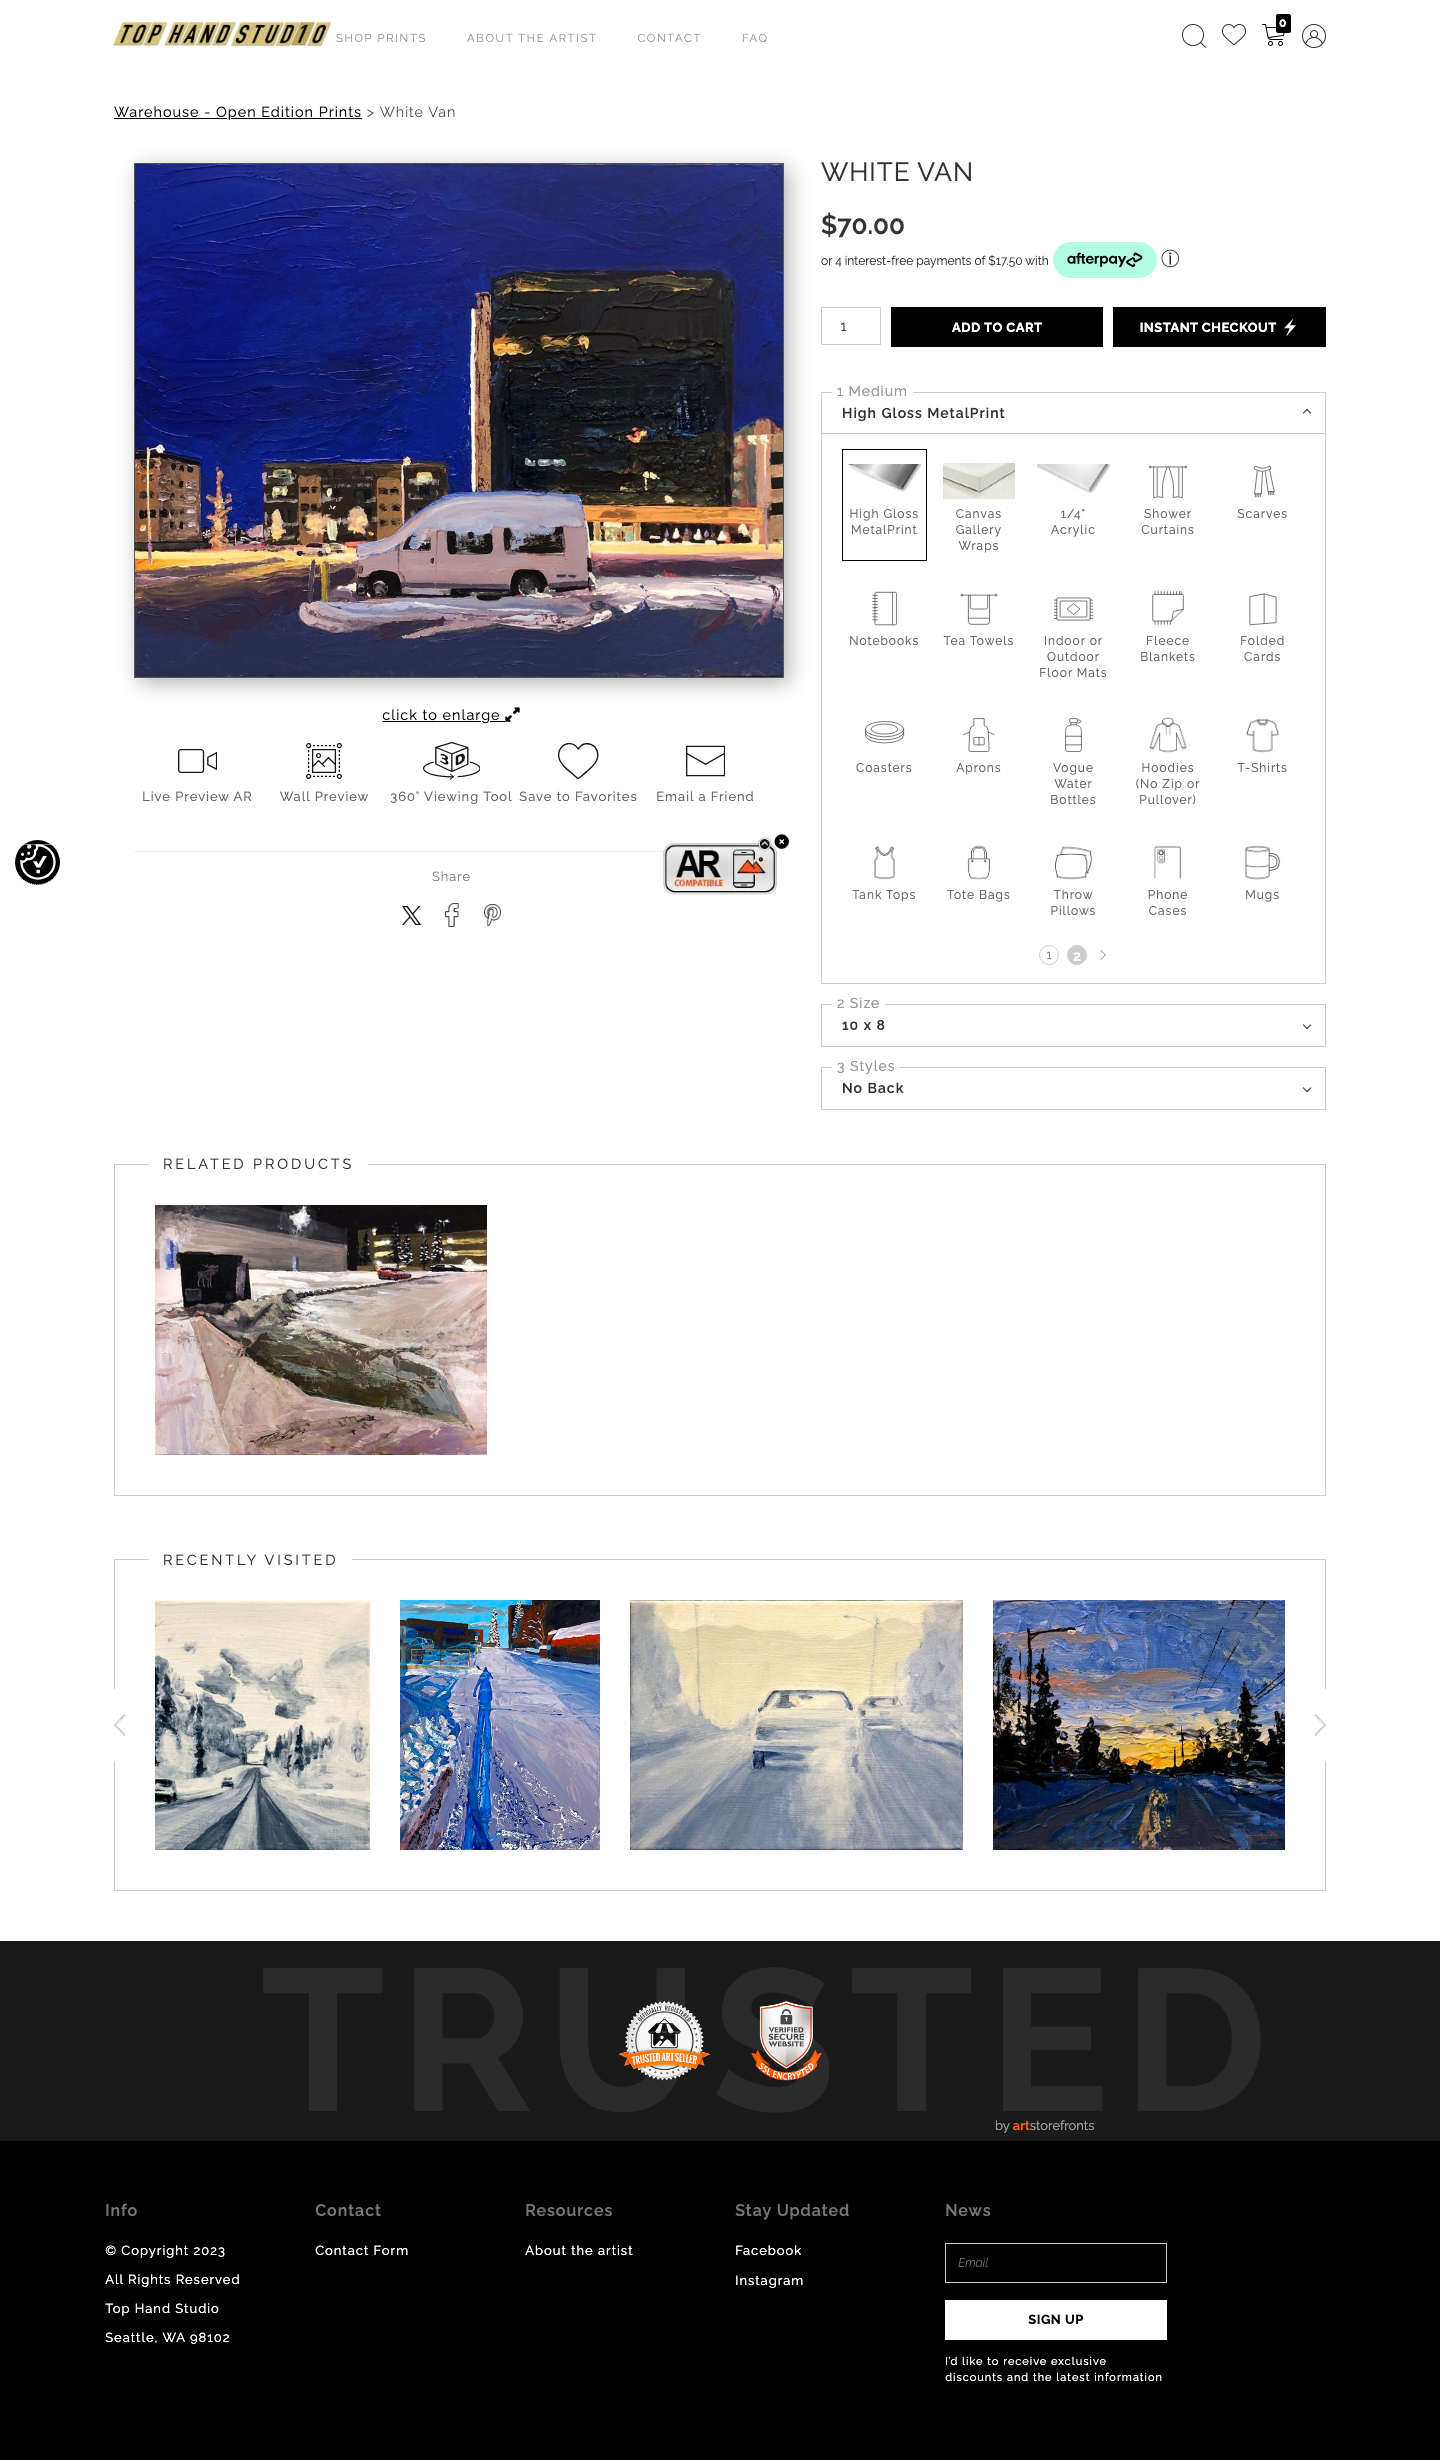 TOP HAND STUD10
SHOP PRINTS
ABOUT THE ARTIST
CONTACT
FAQ
0
Warehouse - Open Edition Prints > White Van
WHITE VAN
$70.00
or 4 interest-free payments of $17.50 with afterpay
1
ADD TO CART
INSTANT CHECKOUT
1 Medium
High Gloss MetalPrint
High Gloss
MetalPrint
Canvas
Gallery
Wraps
1/4"
Acrylic
Shower
Curtains
Scarves
Notebooks
Tea Towels
Indoor or
Outdoor
Floor Mats
Fleece
Blankets
Folded
Cards
Coasters
Aprons
Vogue
Water
Bottles
Hoodies
(No Zip or
Pullover)
T-Shirts
Tank Tops
Tote Bags
Throw
Pillows
Phone
Cases
Mugs
1
2
2 Size
10 x 8
3 Styles
No Back
click to enlarge
3D
Live Preview AR
Wall Preview
360° Viewing Tool
Save to Favorites
Email a Friend
AR
COMPATIBLE
Share
RELATED PRODUCTS
RECENTLY VISITED
TRUSTED
OFFICIALLY REGISTERED
TRUSTED ART SELLER
VERIFIED
SECURE
WEBSITE
SSL ENCRYPTED
by artstorefronts
Info
© Copyright 2023
All Rights Reserved
Top Hand Studio
Seattle, WA 98102
Contact
Contact Form
Resources
About the artist
Stay Updated
Facebook
Instagram
News
Email
SIGN UP
I'd like to receive exclusive
discounts and the latest information